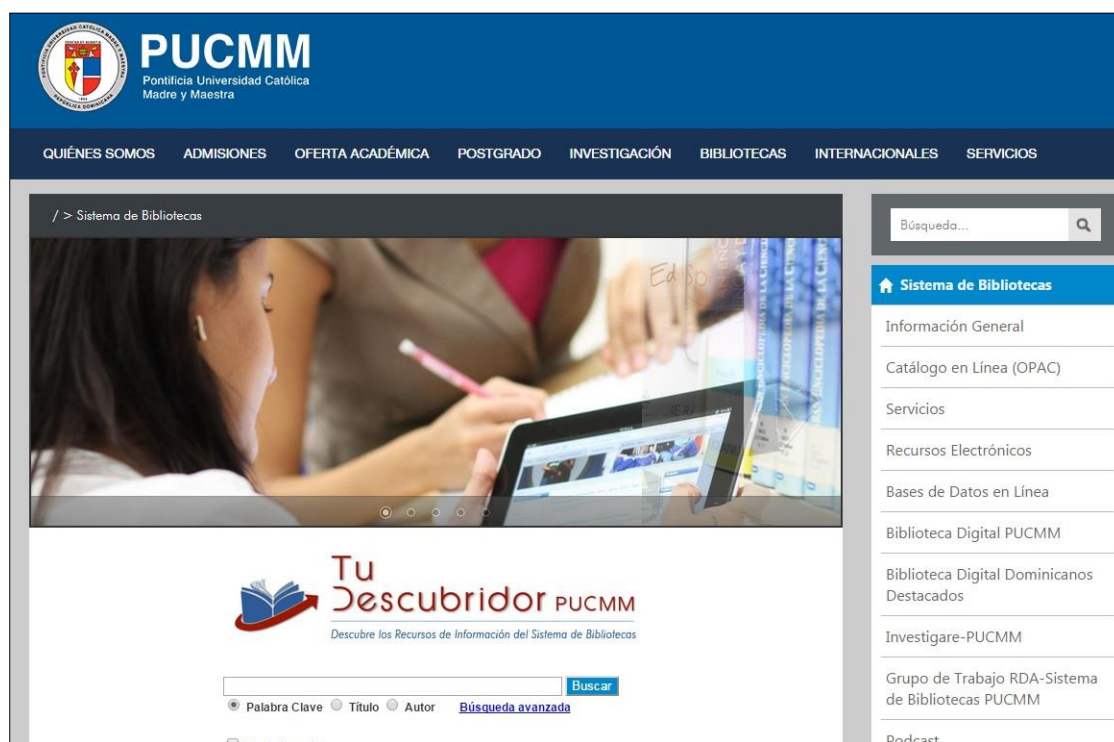 PUCMM
Pontificia Universidad Católica
Madre y Maestra
QUIÉNES SOMOS ADMISIONES OFERTA ACADÉMICA POSTGRADO INVESTIGACIÓN BIBLIOTECAS INTERNACIONALES SERVICIOS
/ > Sistema de Bibliotecas
Búsqueda...
Sistema de Bibliotecas
Información General
Catálogo en Línea (OPAC)
Servicios
Recursos Electrónicos
Bases de Datos en Línea
Biblioteca Digital PUCMM
Biblioteca Digital Dominicanos
Destacados
Investigare-PUCMM
Grupo de Trabajo RDA-Sistema
de Bibliotecas PUCMM
Podcast
Tu
Descubridor PUCMM
Descubre los Recursos de Información del Sistema de Bibliotecas
Buscar
Palabra Clave Título Autor Búsqueda avanzada